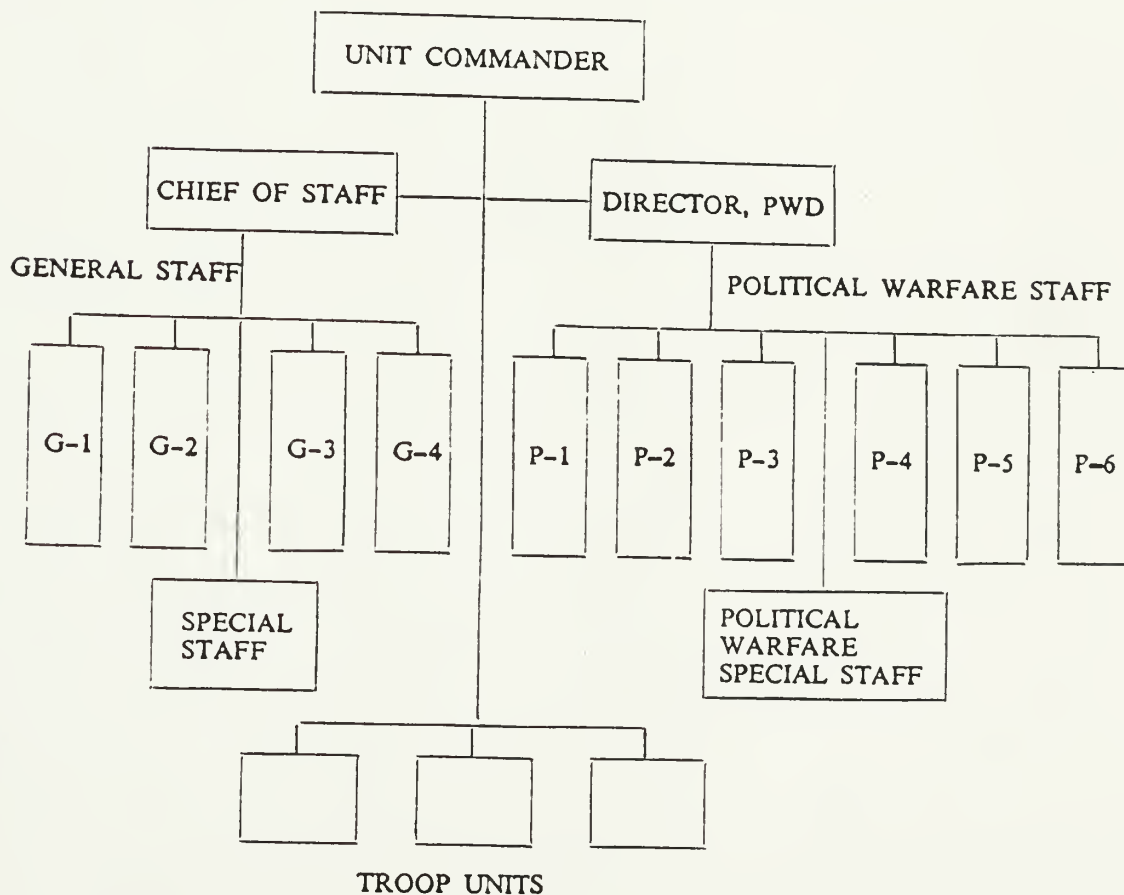 UNIT COMMANDER
CHIEF OF STAFF
DIRECTOR, PWD
GENERAL STAFF
POLITICAL WARFARE STAFF
G-1
G-2
G-3
G-4
P-1
P-2
P-3
P-4
P-5
P-6
SPECIAL
STAFF
POLITICAL
WARFARE
SPECIAL STAFF
TROOP UNITS